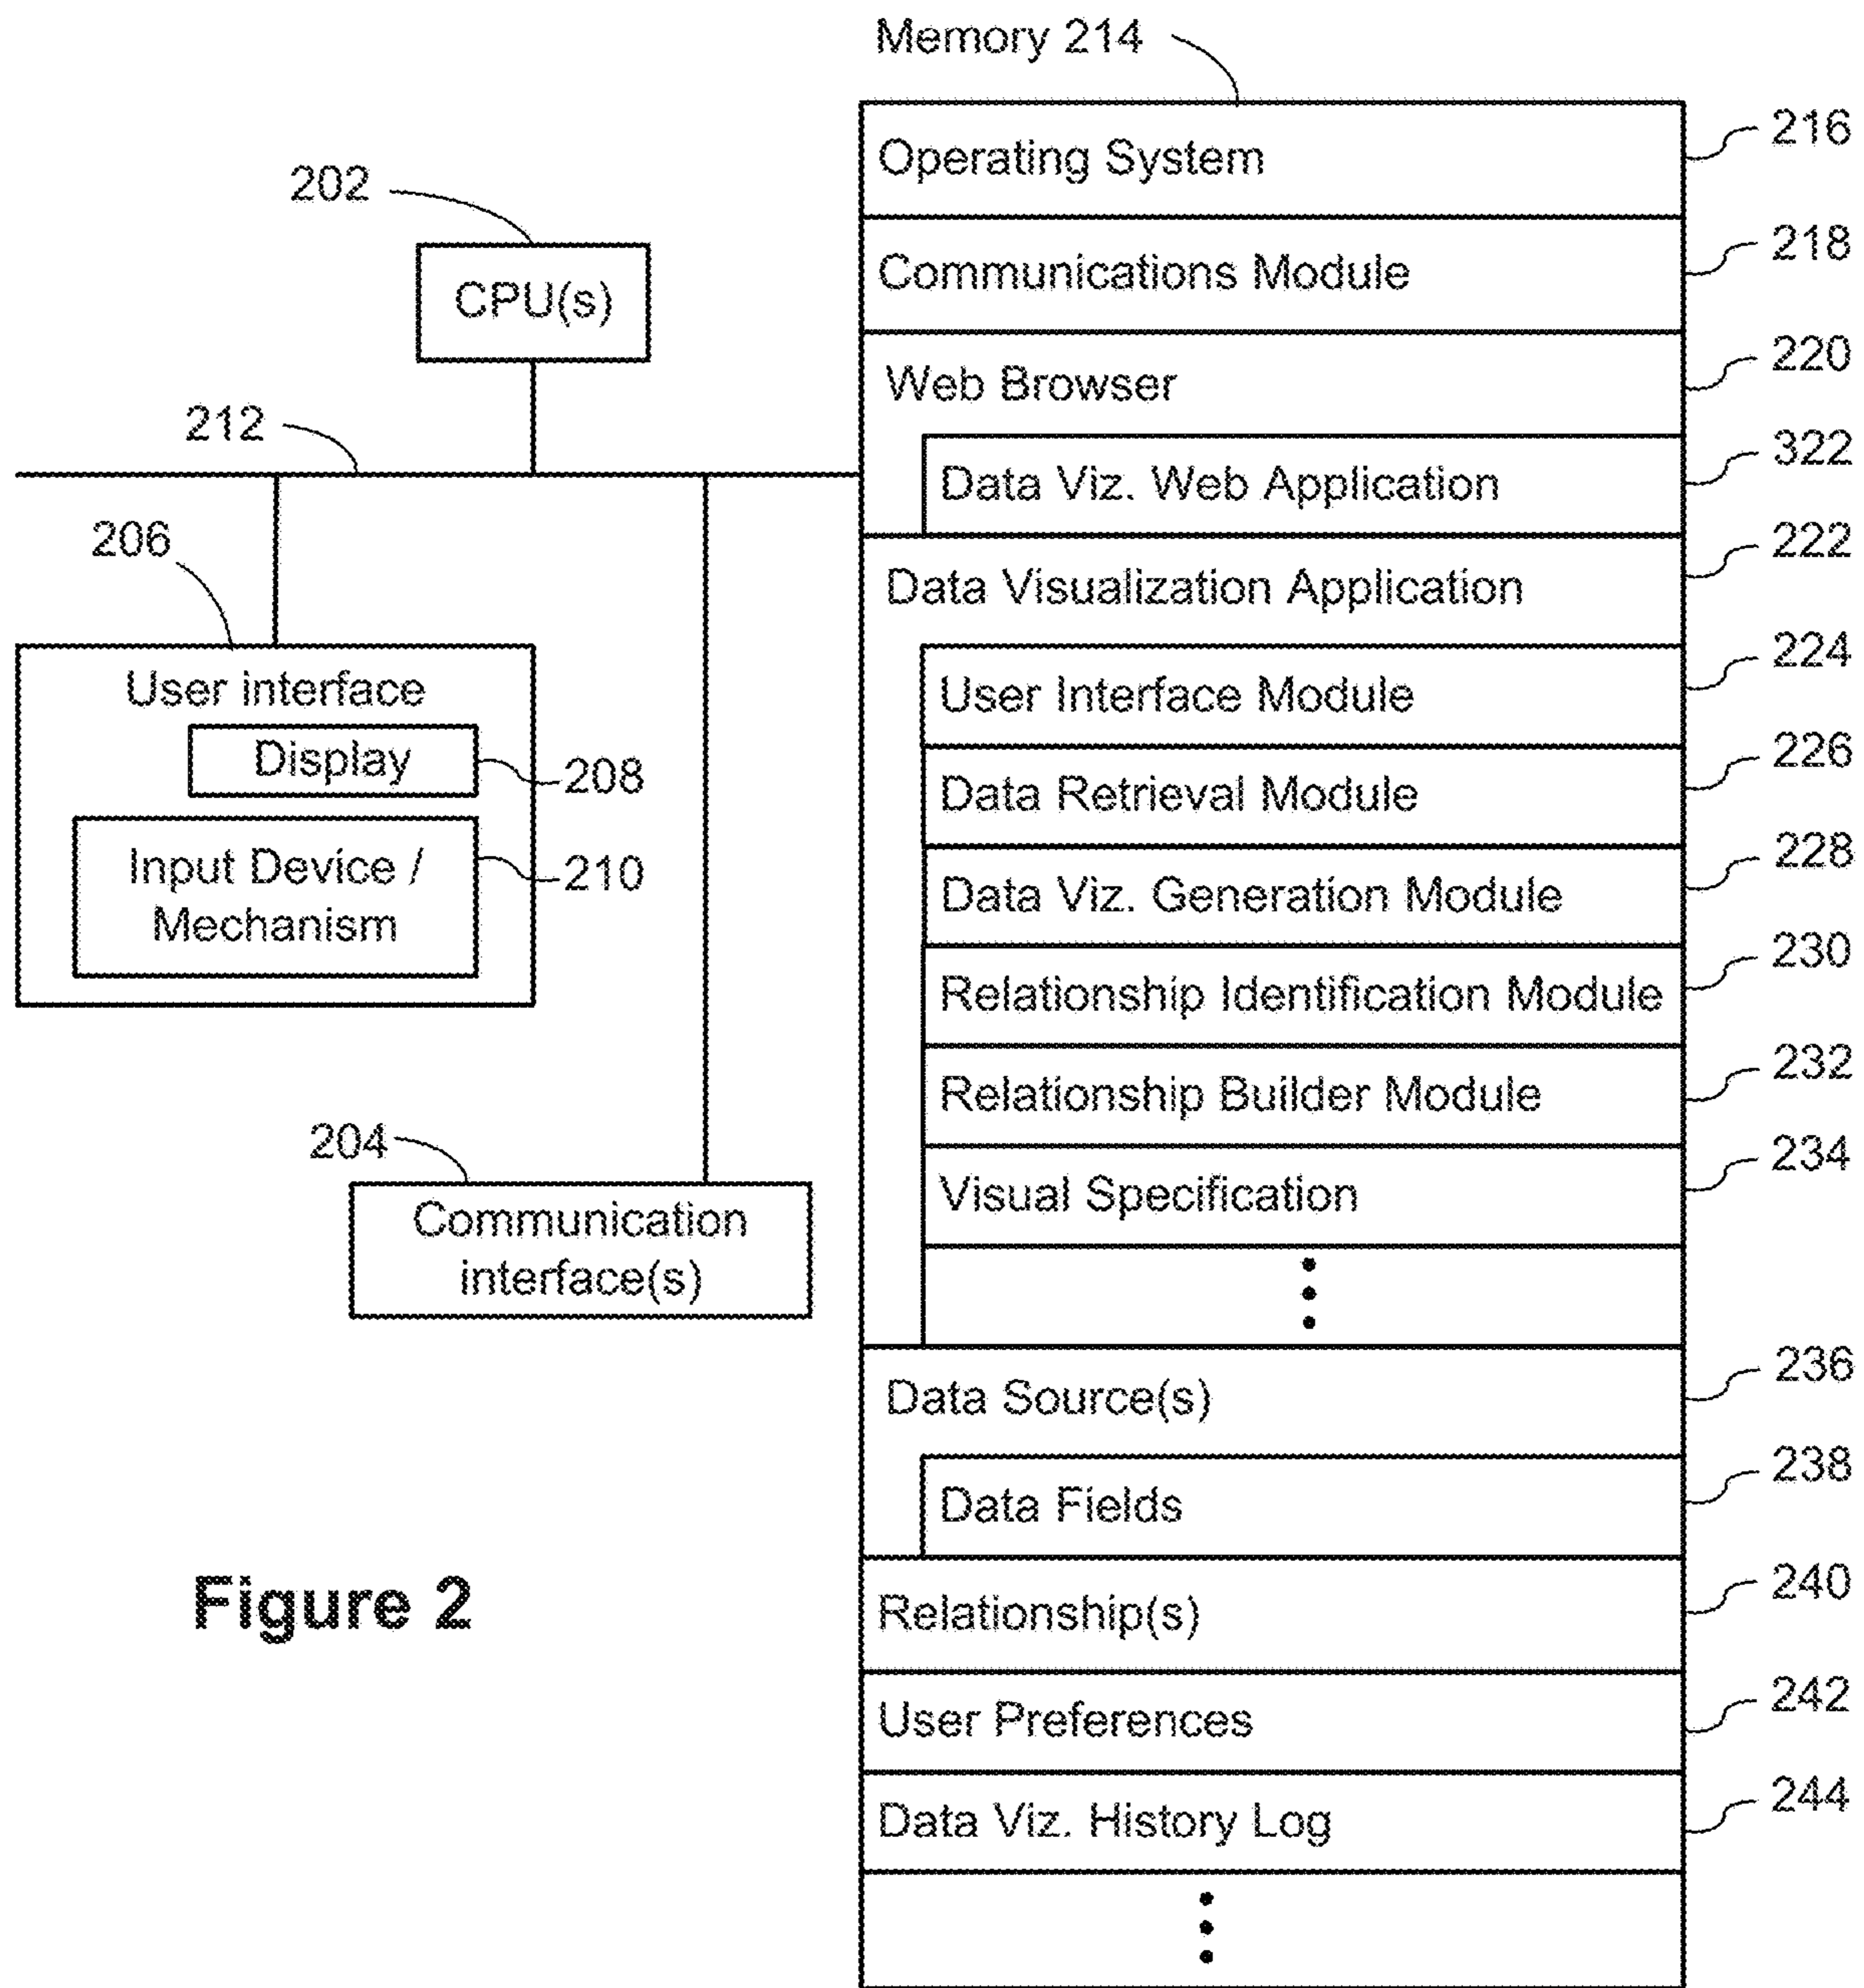 Memory 214
Operating System
216
202
CPU(s)
Communications Module
218
Web Browser
220
212
Data Viz. Web Application
322
206
Data Visualization Application
222
User interface
User Interface Module
224
Display
208
Data Retrieval Module
226
Input Device /
Mechanism
210
Data Viz. Generation Module
228
Relationship Identification Module
230
Relationship Builder Module
232
204
Communication
interface(s)
Visual Specification
234
Data Source(s)
236
Data Fields
238
Figure 2
Relationship(s)
240
User Preferences
242
Data Viz. History Log
244